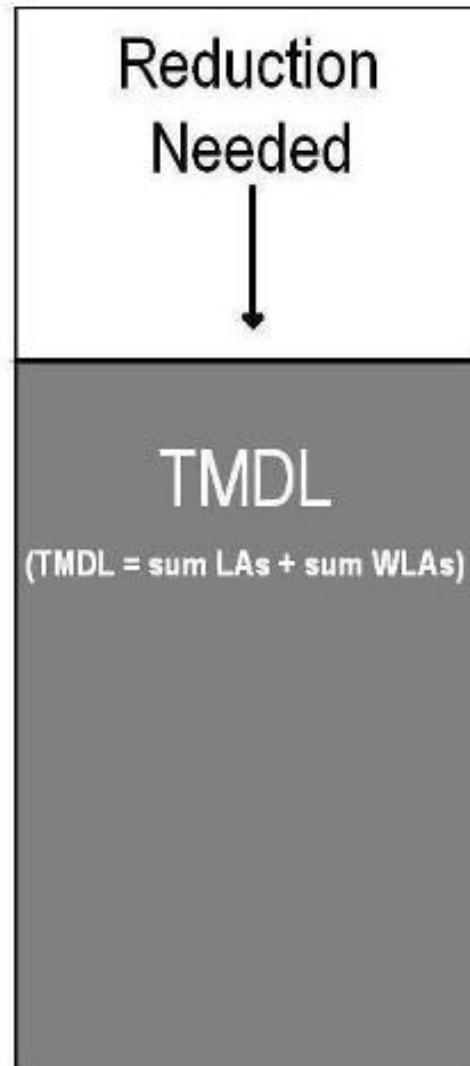 Reduction
Needed
TMDL
(TMDL = sum LAs + sum WLAs)